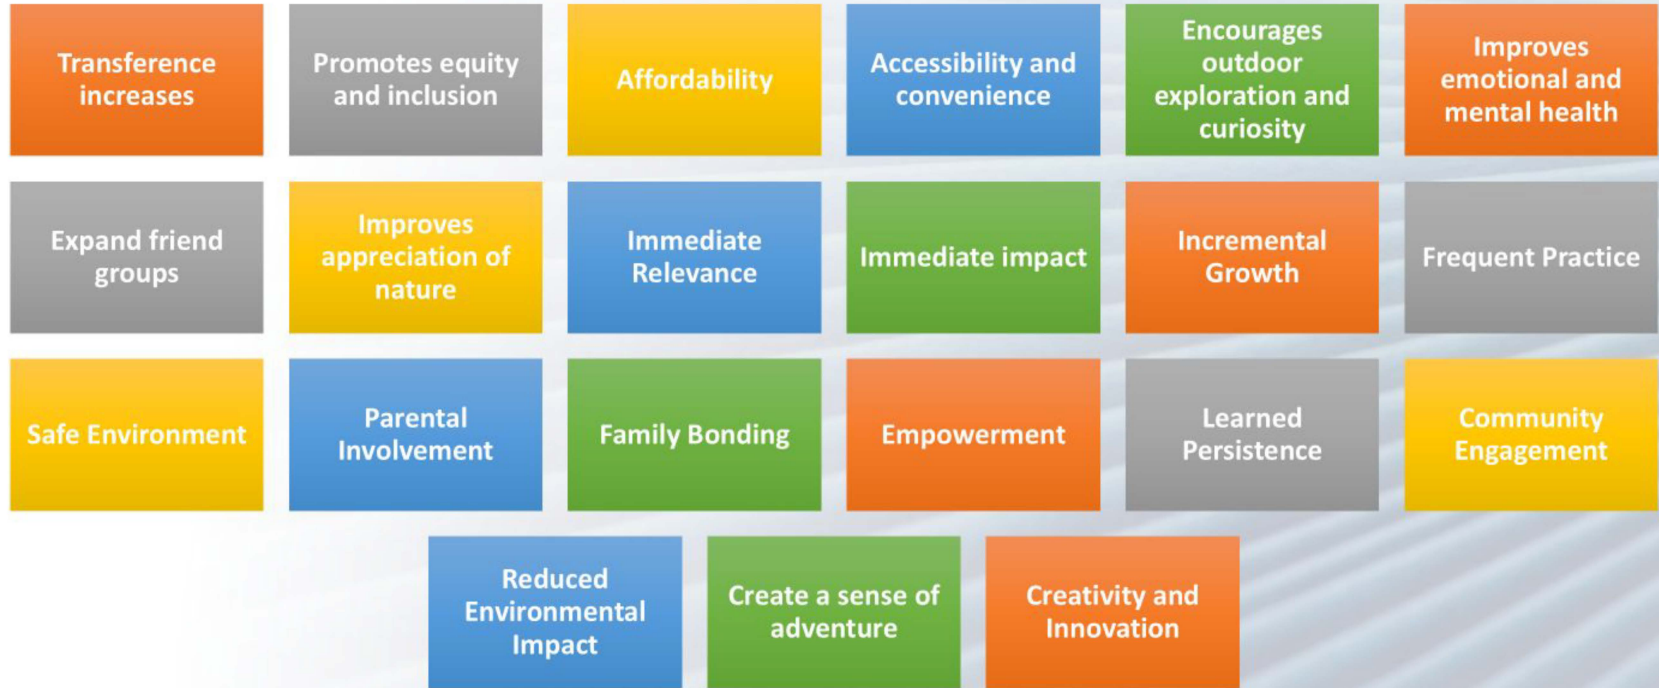 Transference
increases
Promotes equity
and inclusion
Affordability
Accessibility and
convenience
Encourages
outdoor
exploration and
curiosity
Improves
emotional and
mental health
Expand friend
groups
Improves
appreciation of
nature
Immediate
Relevance
Immediate impact
Incremental
Growth
Frequent Practice
Safe Environment
Parental
Involvement
Family Bonding
Empowerment
Learned
Persistence
Community
Engagement
Reduced
Environmental
Impact
Create a sense of
adventure
Creativity and
Innovation